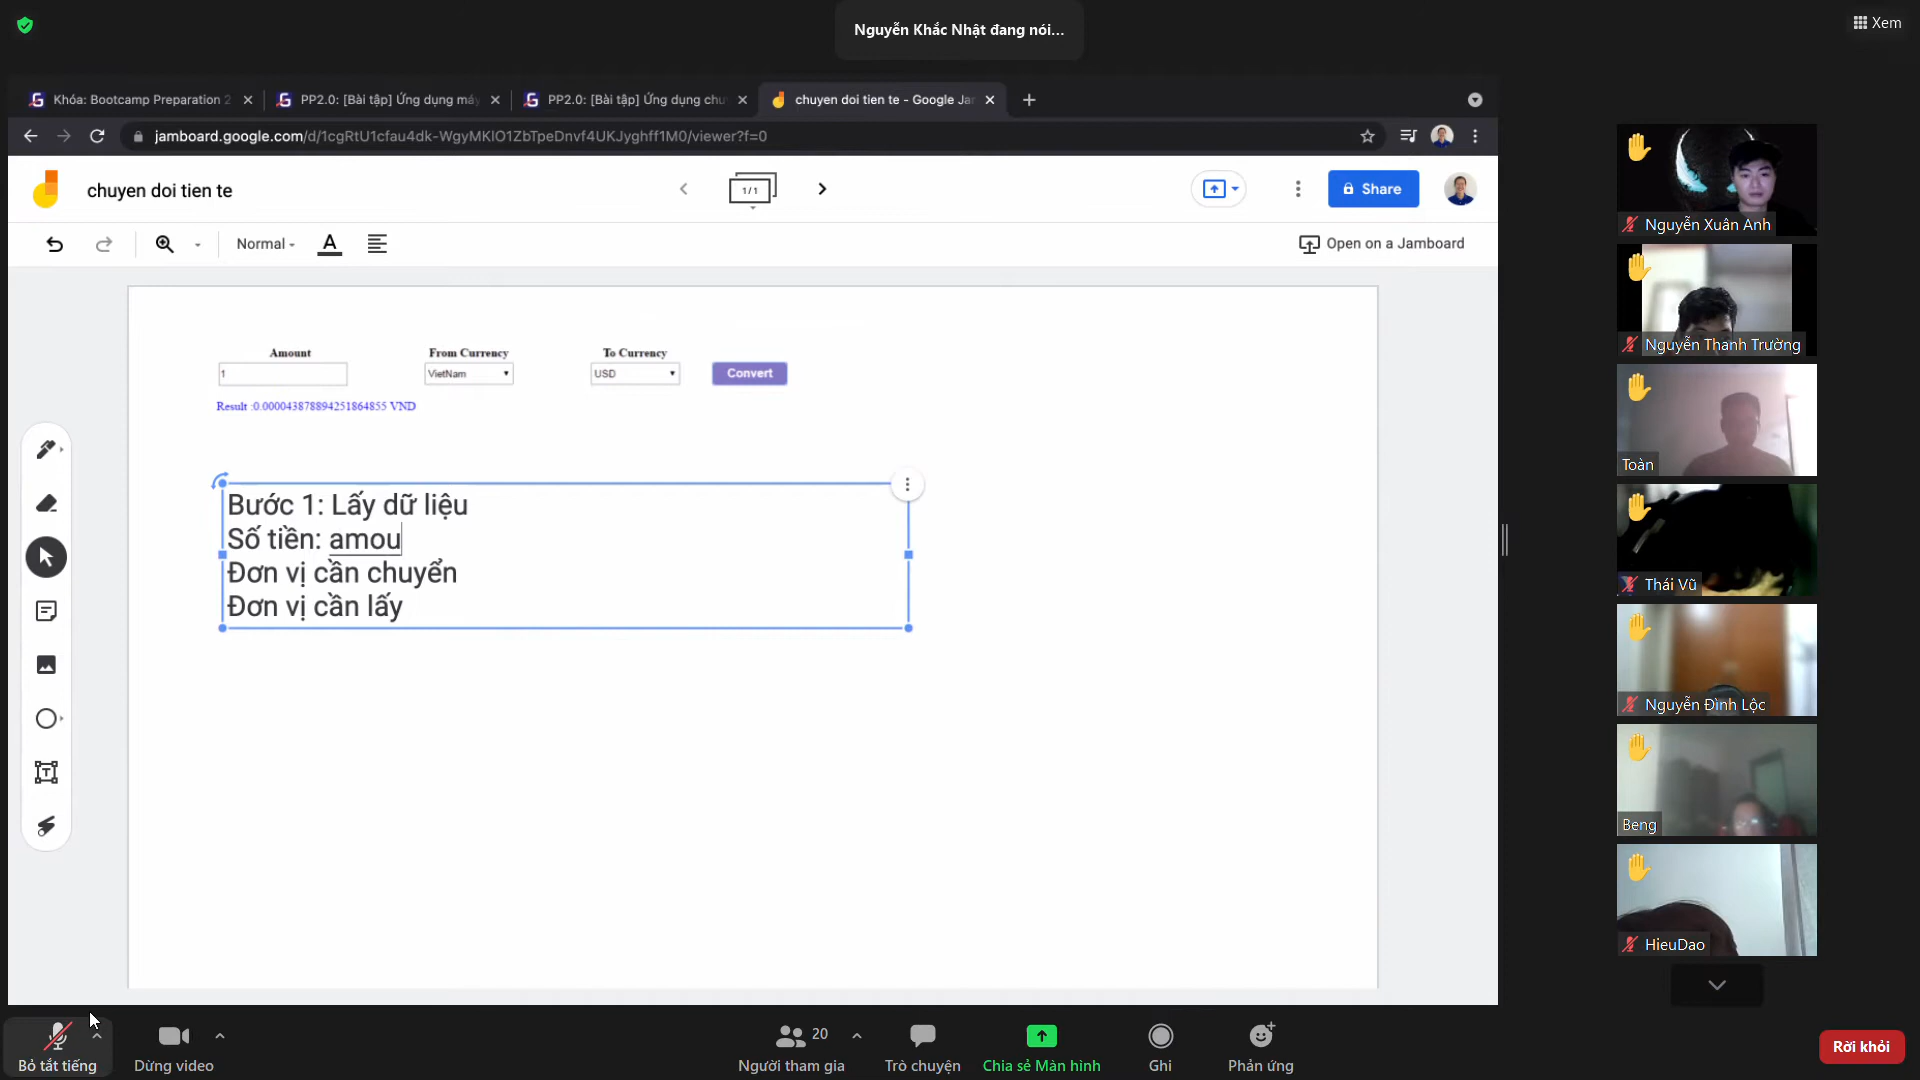 Nguyễn Khắc Nhật đang nói...
Xem
Khóa: Bootcamp Preparation 2
PP2.0: [Bài tập] Ứng dụng máy
PP2.0: [Bài tập] Ứng dụng chu
chuyen doi tien te - Google Jar
jamboard.google.com/d/1cgRtU1cfau4dk-WgyMKlO1ZbTpeDnvf4UKJyghff1M0/viewer?f=0
chuyen doi tien te
1/1
Share
Normal
Open on a Jamboard
Amount
From Currency
To Currency
1
VietNam
USD
Convert
Result :0.000043878894251864855 VND
Bước 1: Lấy dữ liệu
Số tiền: amou
Đơn vị cần chuyển
Đơn vị cần lấy
Nguyễn Xuân Anh
Nguyễn Thanh Trường
Toàn
Thái Vũ
Nguyễn Đình Lộc
Beng
HieuDao
Bỏ tắt tiếng
Dừng video
20
Người tham gia
Trò chuyện
Chia sẻ Màn hình
Ghi
Phản ứng
Rời khỏi